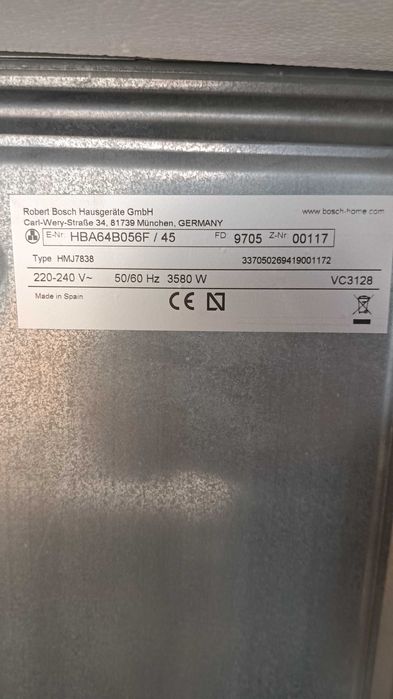 Robert Bosch Hausgeräte GmbH www.bosch-home.com
Carl-Wery-Straße 34, 81739 München, GERMANY
E-Nr. HBA64B056F / 45 FD 9705 Z-Nr 00117
Type HMJ7838 337050269419001172
220-240 V~ 50/60 Hz 3580 W VC3128
Made in Spain CE N